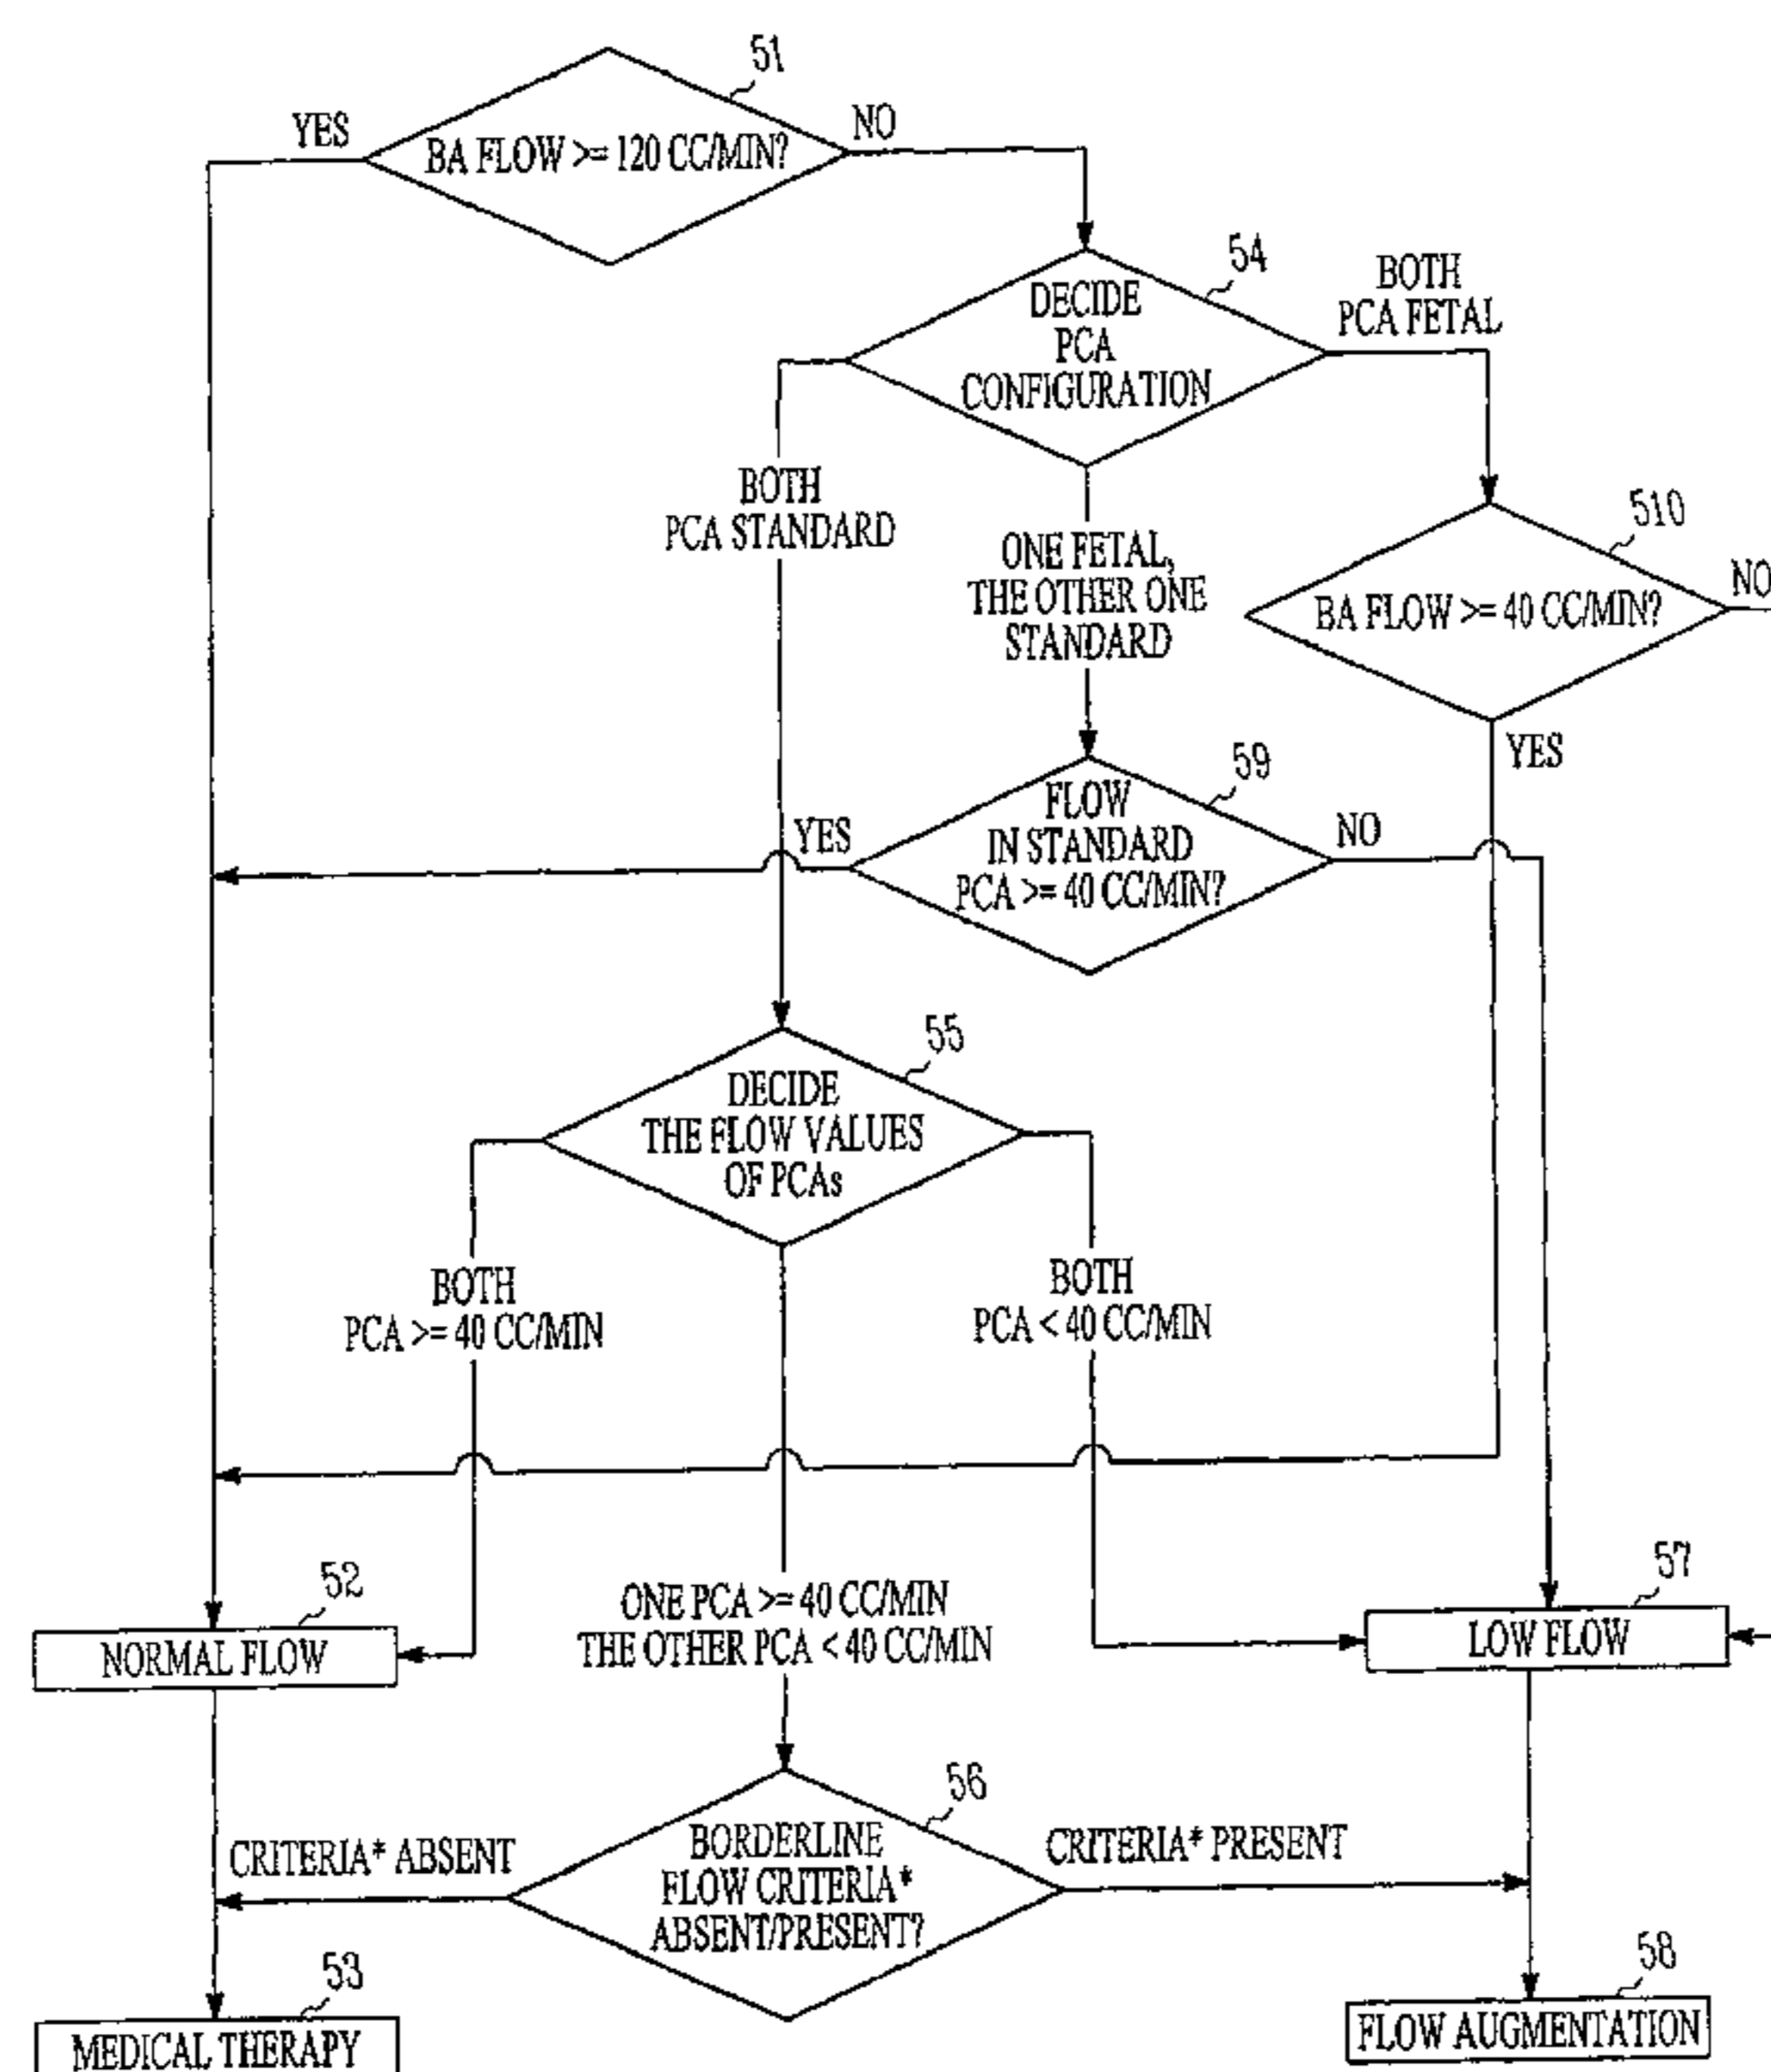 51
YES
BA FLOW >= 120 CC/MIN?
NO
54
DECIDE
PCA
CONFIGURATION
BOTH
PCA FETAL
BOTH
PCA STANDARD
ONE FETAL,
THE OTHER ONE
STANDARD
510
BA FLOW >= 40 CC/MIN?
NO
YES
59
YES
FLOW
IN STANDARD
PCA >= 40 CC/MIN?
NO
55
DECIDE
THE FLOW VALUES
OF PCAs
BOTH
PCA >= 40 CC/MIN
BOTH
PCA < 40 CC/MIN
52
NORMAL FLOW
ONE PCA >= 40 CC/MIN
THE OTHER PCA < 40 CC/MIN
57
LOW FLOW
56
CRITERIA* ABSENT
BORDERLINE
FLOW CRITERIA*
ABSENT/PRESENT?
CRITERIA* PRESENT
53
MEDICAL THERAPY
58
FLOW AUGMENTATION